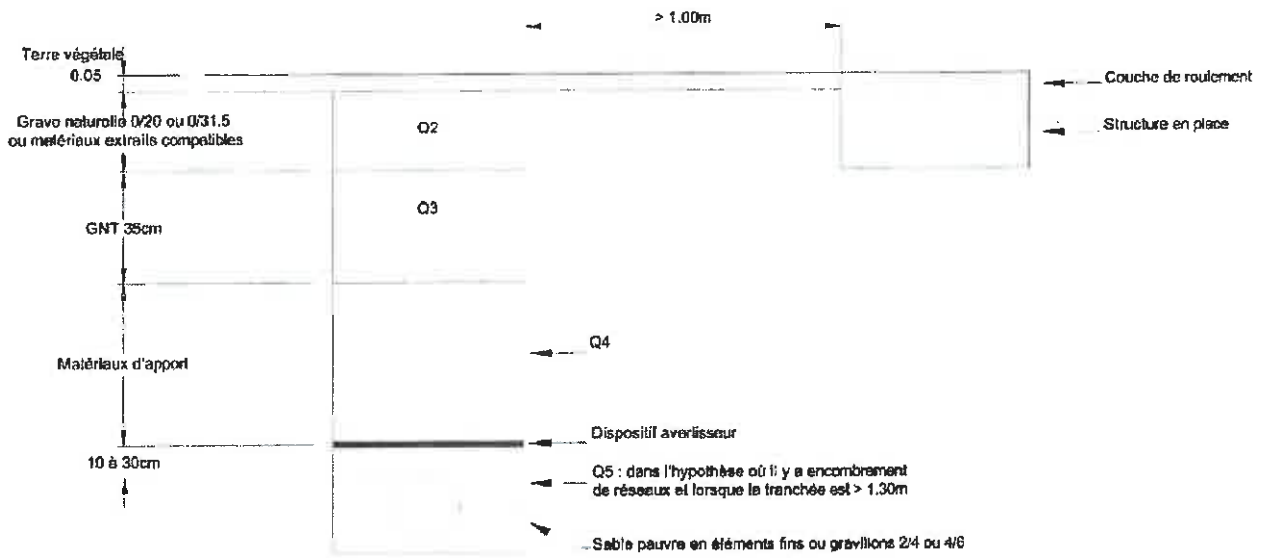 > 1.00m
Terre végétale
0.05
Couche de roulement
Grave naturelle 0/20 ou 0/31.5
ou matériaux extraits compatibles
Q2
Structure en place
Q3
GNT 35cm
Q4
Matériaux d'apport
Dispositif avertisseur
10 à 30cm
Q5 : dans l'hypothèse où il y a encombrement
de réseaux et lorsque la tranchée est > 1.30m
Sable pauvre en éléments fins ou gravillons 2/4 ou 4/6